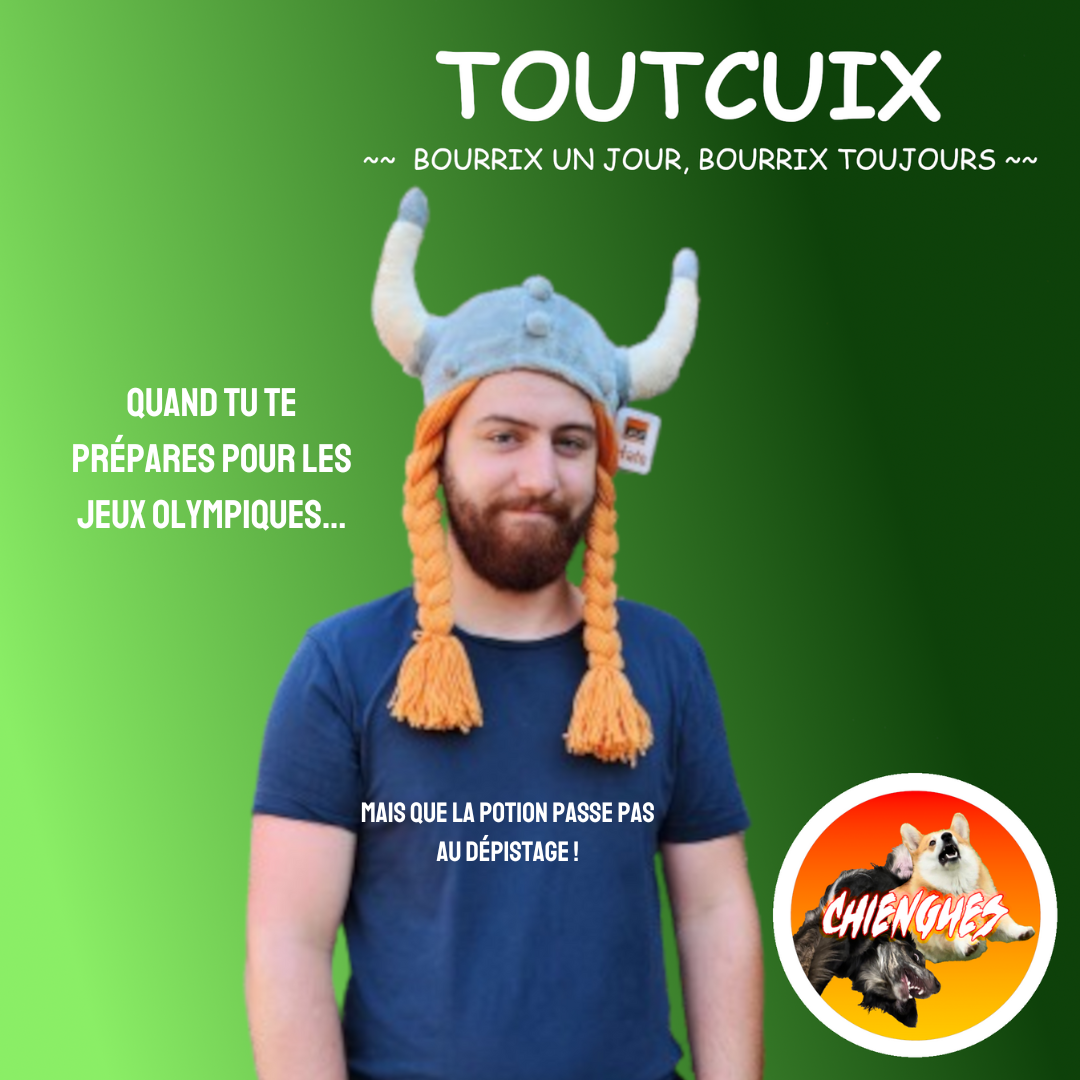 TOUTCUIX
~~ BOURRIX UN JOUR, BOURRIX TOUJOURS ~~
QUAND TU TE
PRÉPARES POUR LES
JEUX OLYMPIQUES...
MAIS QUE LA POTION PASSE PAS
AU DÉPISTAGE !
CHIENGUES